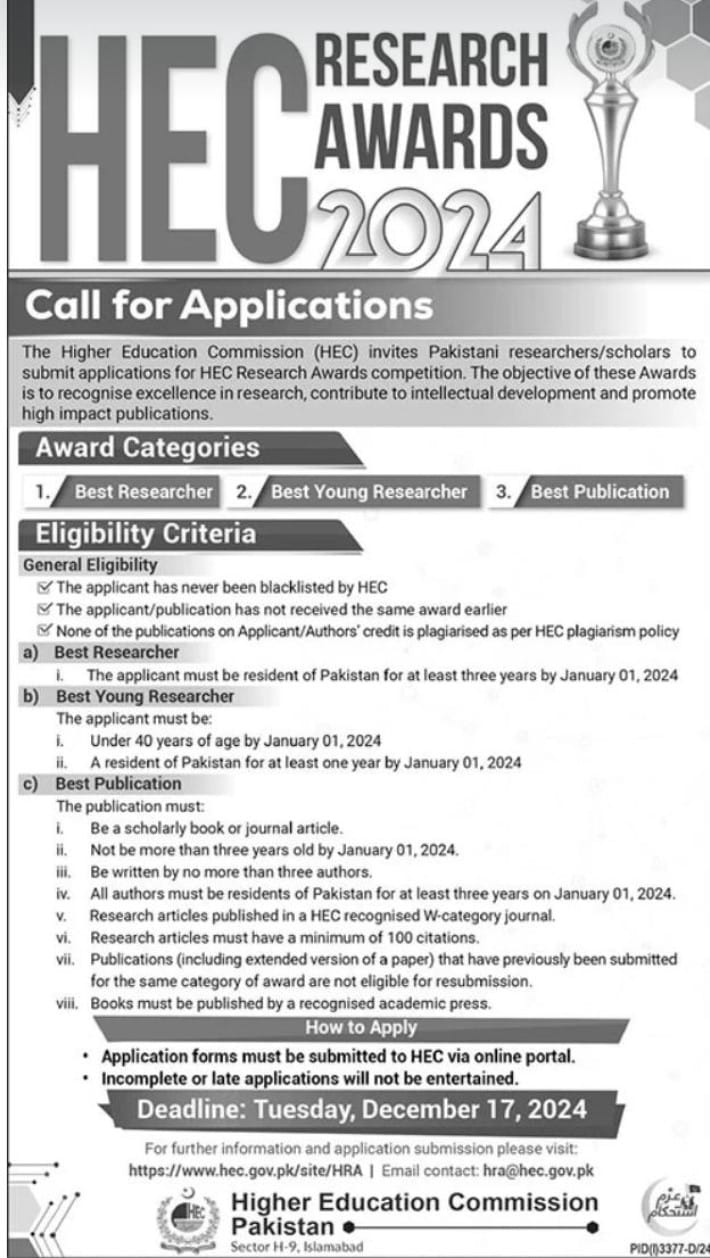 HEC RESEARCH
AWARDS
2024
Call for Applications
The Higher Education Commission (HEC) invites Pakistani researchers/scholars to
submit applications for HEC Research Awards competition. The objective of these Awards
is to recognise excellence in research, contribute to intellectual development and promote
high impact publications.
Award Categories
1. Best Researcher 2. Best Young Researcher 3. Best Publication
Eligibility Criteria
General Eligibility
☑ The applicant has never been blacklisted by HEC
☑ The applicant/publication has not received the same award earlier
☑ None of the publications on Applicant/Authors' credit is plagiarised as per HEC plagiarism policy
a) Best Researcher
i. The applicant must be resident of Pakistan for at least three years by January 01, 2024
b) Best Young Researcher
The applicant must be:
i. Under 40 years of age by January 01, 2024
ii. A resident of Pakistan for at least one year by January 01, 2024
c) Best Publication
The publication must:
i. Be a scholarly book or journal article.
ii. Not be more than three years old by January 01, 2024.
iii. Be written by no more than three authors.
iv. All authors must be residents of Pakistan for at least three years on January 01, 2024.
v. Research articles published in a HEC recognised W-category journal.
vi. Research articles must have a minimum of 100 citations.
vii. Publications (including extended version of a paper) that have previously been submitted
for the same category of award are not eligible for resubmission.
viii. Books must be published by a recognised academic press.
How to Apply
• Application forms must be submitted to HEC via online portal.
• Incomplete or late applications will not be entertained.
Deadline: Tuesday, December 17, 2024
For further information and application submission please visit:
https://www.hec.gov.pk/site/HRA | Email contact: hra@hec.gov.pk
HEC
Higher Education Commission
Pakistan
Sector H-9, Islamabad
عزم
استحکام
PID(I)3377-D/24